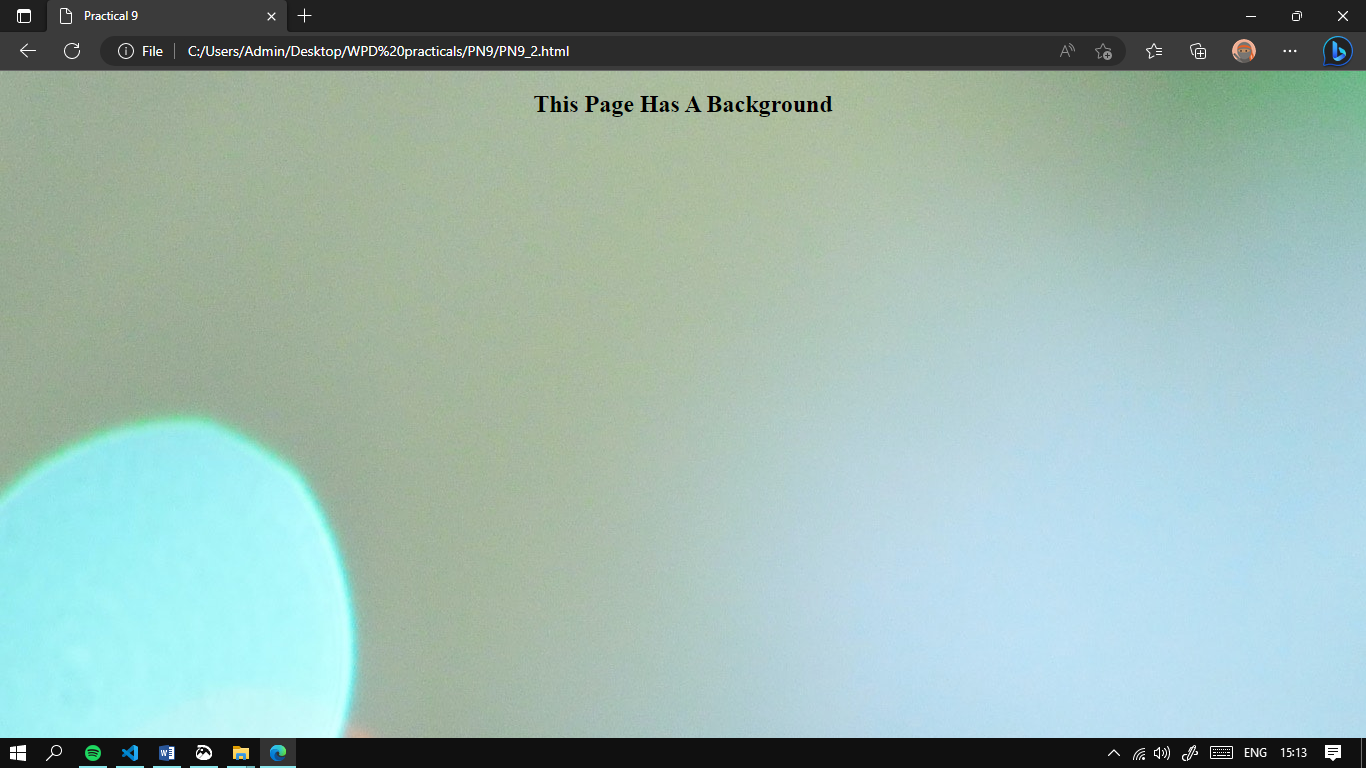 Practical 9
File
C:/Users/Admin/Desktop/WPD%20practicals/PN9/PN9_2.html
This Page Has A Background
ENG
15:13